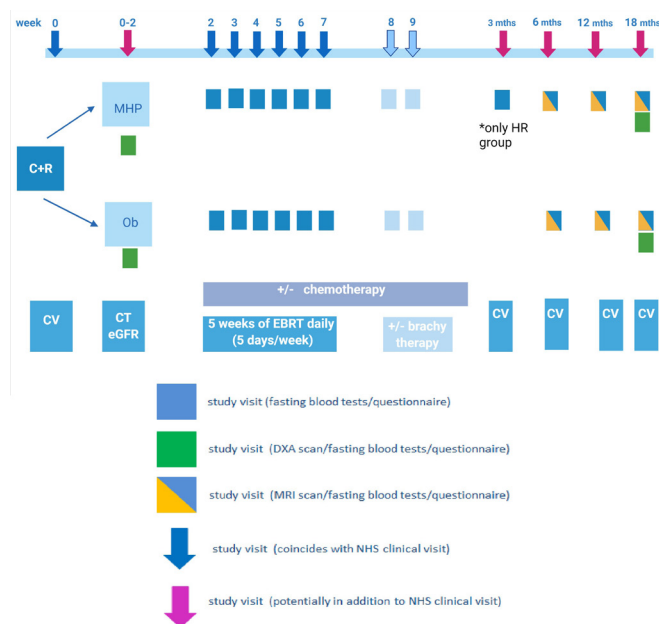 week 0 0-2 2 3 4 5 6 7 8 9 3 mths 6 mths 12 mths 18 mths
MHP
*only HR
group
C+R
Ob
+/- chemotherapy
CV
CT
eGFR
5 weeks of EBRT daily
(5 days/week)
+/- brachy
therapy
CV
CV
CV
CV
study visit (fasting blood tests/questionnaire)
study visit (DXA scan/fasting blood tests/questionnaire)
study visit (MRI scan/fasting blood tests/questionnaire)
study visit (coincides with NHS clinical visit)
study visit (potentially in addition to NHS clinical visit)